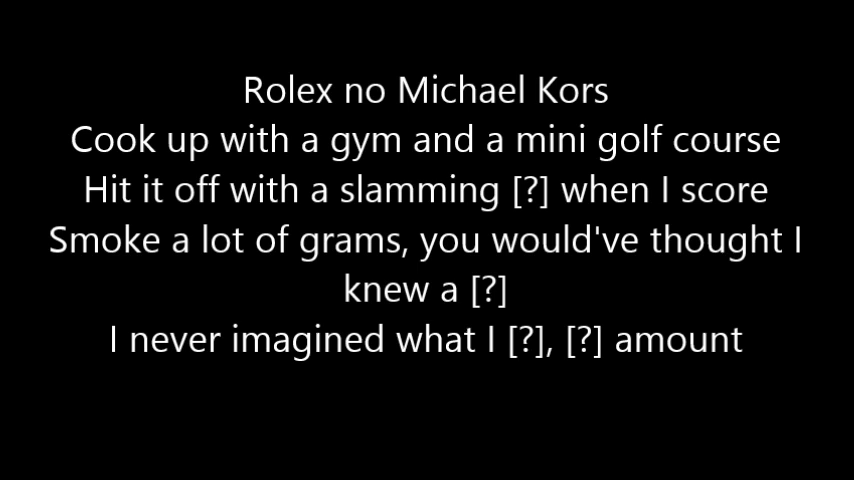 Rolex no Michael Kors
Cook up with a gym and a mini golf course
Hit it off with a slamming [?] when I score
Smoke a lot of grams, you would've thought I
knew a [?]
I never imagined what I [?], [?] amount